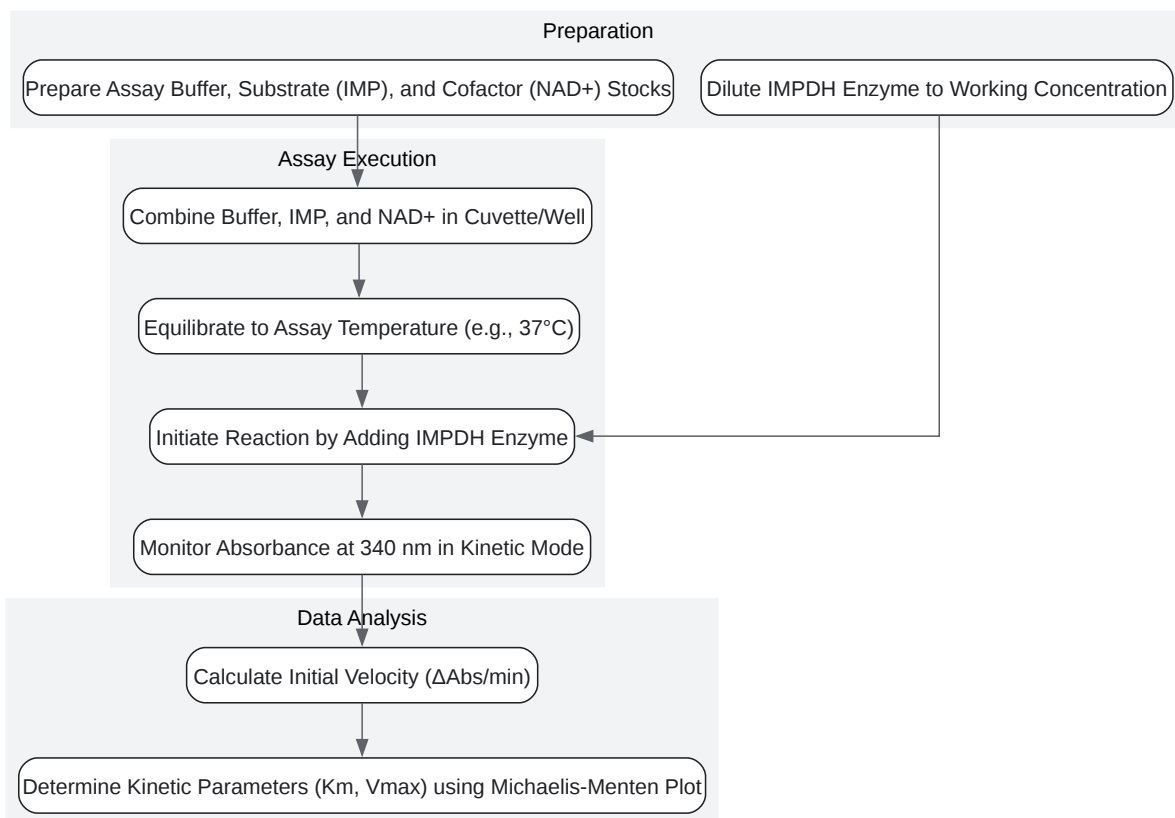 Preparation
Prepare Assay Buffer, Substrate (IMP), and Cofactor (NAD+) Stocks
Dilute IMPDH Enzyme to Working Concentration
Assay Execution
Combine Buffer, IMP, and NAD+ in Cuvette/Well
Equilibrate to Assay Temperature (e.g., 37°C)
Initiate Reaction by Adding IMPDH Enzyme
Monitor Absorbance at 340 nm in Kinetic Mode
Data Analysis
Calculate Initial Velocity (ΔAbs/min)
Determine Kinetic Parameters (Km, Vmax) using Michaelis-Menten Plot